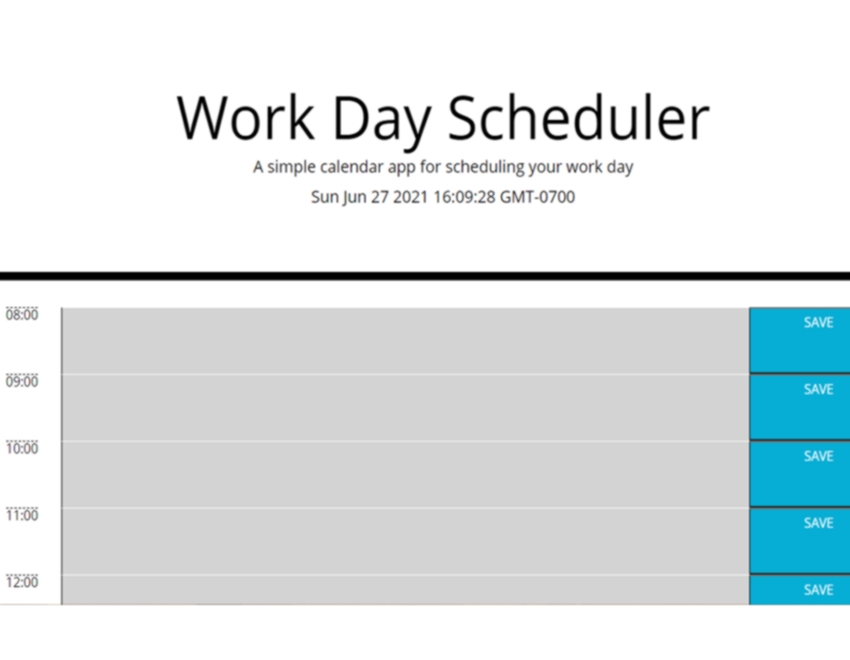 Work Day Scheduler
A simple calendar app for scheduling your work day
Sun Jun 27 2021 16:09:28 GMT-0700
08:00 SAVE
09:00 SAVE
10:00 SAVE
11:00 SAVE
12:00 SAVE